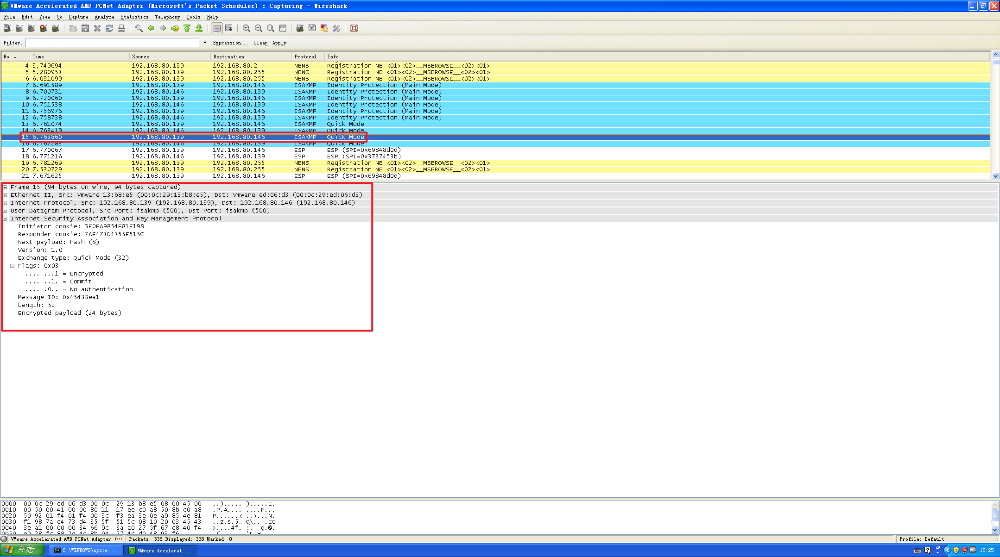 VMware Accelerated AMD PCNet Adapter (Microsoft's Packet Scheduler) : Capturing - Wireshark
File Edit View Go Capture Analyze Statistics Telephony Tools Help
Filter: Expression... Clear Apply
No. . Time Source Destination Protocol Info
4 3.749694 192.168.80.139 192.168.80.2 NBNS Registration NB <01><02>__MSBROWSE__<02><01>
5 5.280953 192.168.80.139 192.168.80.255 NBNS Registration NB <01><02>__MSBROWSE__<02><01>
6 6.031099 192.168.80.139 192.168.80.255 NBNS Registration NB <01><02>__MSBROWSE__<02><01>
7 6.691589 192.168.80.139 192.168.80.146 ISAKMP Identity Protection (Main Mode)
8 6.700731 192.168.80.146 192.168.80.139 ISAKMP Identity Protection (Main Mode)
9 6.720060 192.168.80.139 192.168.80.146 ISAKMP Identity Protection (Main Mode)
10 6.751538 192.168.80.146 192.168.80.139 ISAKMP Identity Protection (Main Mode)
11 6.756976 192.168.80.139 192.168.80.146 ISAKMP Identity Protection (Main Mode)
12 6.758738 192.168.80.146 192.168.80.139 ISAKMP Identity Protection (Main Mode)
13 6.761074 192.168.80.139 192.168.80.146 ISAKMP Quick Mode
14 6.763419 192.168.80.146 192.168.80.139 ISAKMP Quick Mode
15 6.763860 192.168.80.139 192.168.80.146 ISAKMP Quick Mode
16 6.767283 192.168.80.146 192.168.80.139 ISAKMP Quick Mode
17 6.770067 192.168.80.139 192.168.80.146 ESP ESP (SPI=0x69848d0d)
18 6.771216 192.168.80.146 192.168.80.139 ESP ESP (SPI=0x3737453b)
19 6.781269 192.168.80.139 192.168.80.255 NBNS Registration NB <01><02>__MSBROWSE__<02><01>
20 7.530729 192.168.80.139 192.168.80.255 NBNS Registration NB <01><02>__MSBROWSE__<02><01>
21 7.671625 192.168.80.139 192.168.80.146 ESP ESP (SPI=0x69848d0d)
Frame 15 (94 bytes on wire, 94 bytes captured)
Ethernet II, Src: Vmware_13:b8:e5 (00:0c:29:13:b8:e5), Dst: Vmware_ed:06:d3 (00:0c:29:ed:06:d3)
Internet Protocol, Src: 192.168.80.139 (192.168.80.139), Dst: 192.168.80.146 (192.168.80.146)
User Datagram Protocol, Src Port: isakmp (500), Dst Port: isakmp (500)
Internet Security Association and Key Management Protocol
Initiator cookie: 3E0EA9854E81F198
Responder cookie: 7AE473D4355F515C
Next payload: Hash (8)
Version: 1.0
Exchange type: Quick Mode (32)
Flags: 0x03
.... ...1 = Encrypted
.... ..1. = Commit
.... .0.. = No authentication
Message ID: 0x45433ea1
Length: 52
Encrypted payload (24 bytes)
0000 00 0c 29 ed 06 d3 00 0c 29 13 b8 e5 08 00 45 00 ..)..... ).....E.
0010 00 50 00 41 00 00 80 11 17 ee c0 a8 50 8b c0 a8 .P.A.... ....P...
0020 50 92 01 f4 01 f4 00 3c f3 ea 3e 0e a9 85 4e 81 P......< ..>...N.
0030 f1 98 7a e4 73 d4 35 5f 51 5c 08 10 20 03 45 43 ..z.s.5_ Q\.. .EC
0040 3e a1 00 00 00 34 66 9c 3a a0 27 5f 67 c8 40 f4 >....4f. :.'_g.@.
VMware Accelerated AMD PCNet Adapter (... Packets: 338 Displayed: 338 Marked: 0 Profile: Default
开始 C:\WINDOWS\syste... VMware Accelerat... 15:25